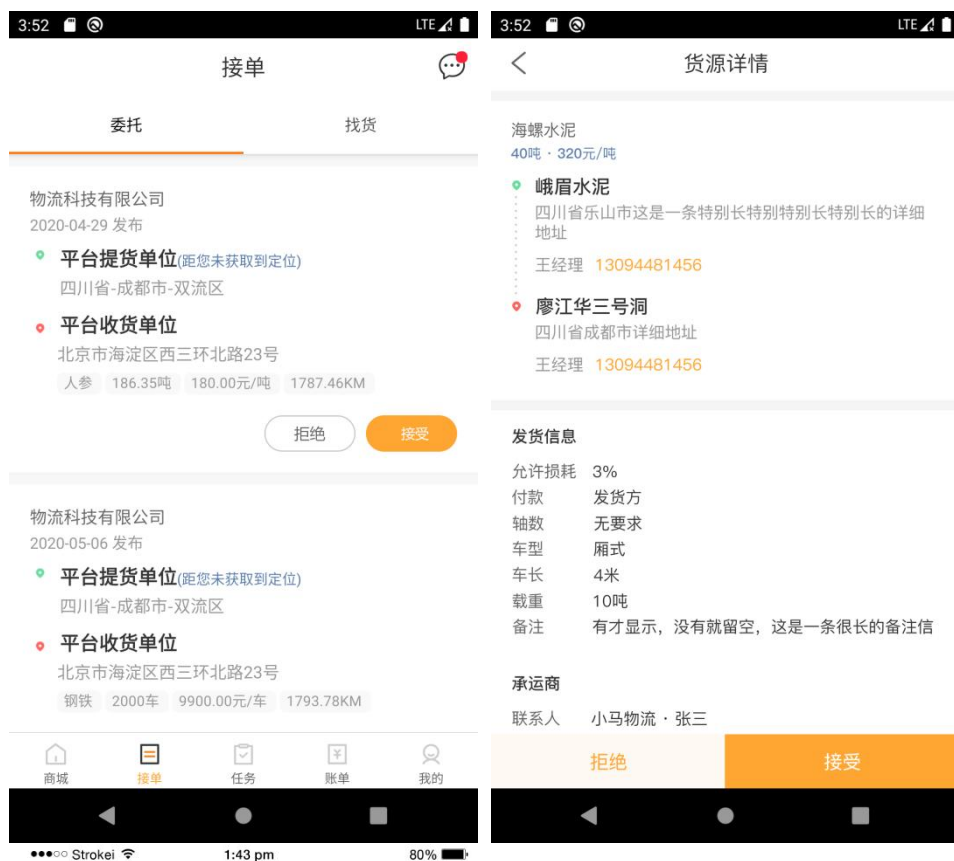 3:52
LTE
接单
委托
找货
物流科技有限公司
2020-04-29 发布
平台提货单位(距您未获取到定位)
四川省-成都市-双流区
平台收货单位
北京市海淀区西三环北路23号
人参 186.35吨 180.00元/吨 1787.46KM
拒绝
接受
物流科技有限公司
2020-05-06 发布
平台提货单位(距您未获取到定位)
四川省-成都市-双流区
平台收货单位
北京市海淀区西三环北路23号
钢铁 2000车 9900.00元/车 1793.78KM
商城
接单
任务
账单
我的
Strokei
1:43 pm
80%
3:52
LTE
货源详情
海螺水泥
40吨 · 320元/吨
峨眉水泥
四川省乐山市这是一条特别长特别特别长特别长的详细
地址
王经理 13094481456
廖江华三号洞
四川省成都市详细地址
王经理 13094481456
发货信息
允许损耗 3%
付款 发货方
轴数 无要求
车型 厢式
车长 4米
载重 10吨
备注 有才显示，没有就留空，这是一条很长的备注信
承运商
联系人 小马物流 · 张三
拒绝
接受